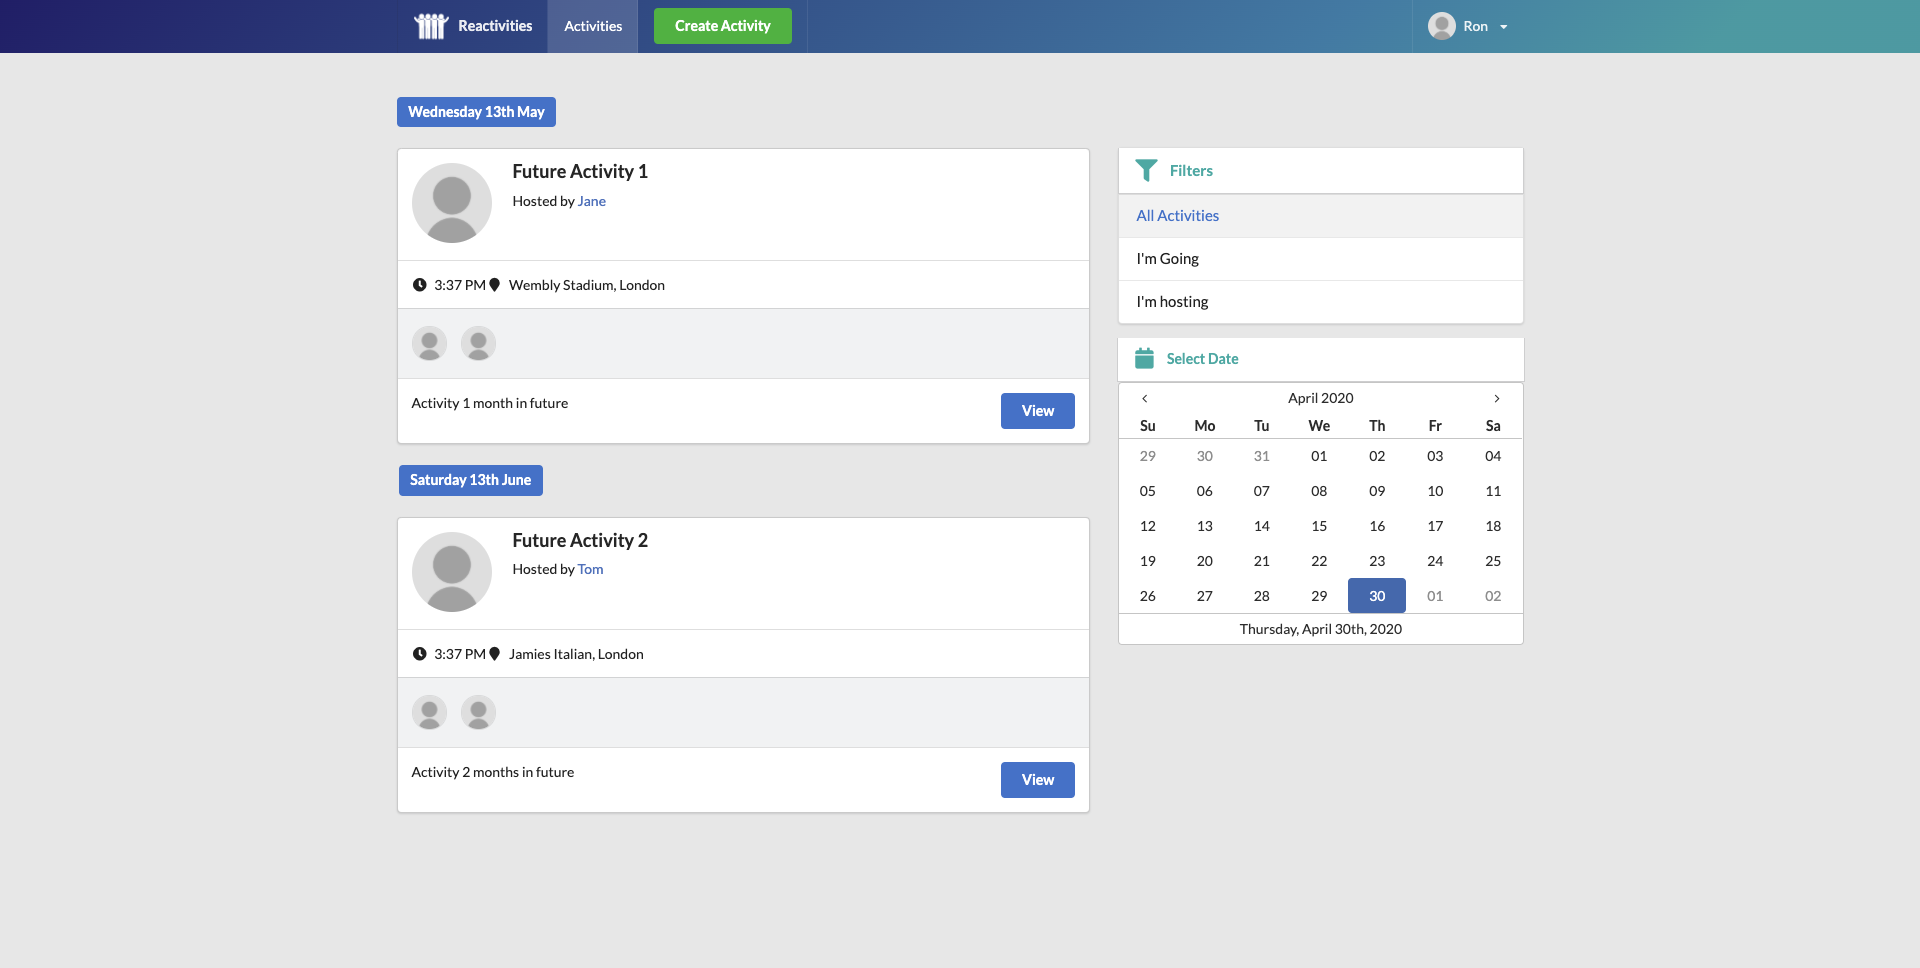 Reactivities Activities Create Activity Ron
Wednesday 13th May
Future Activity 1
Hosted by Jane
3:37 PM Wembly Stadium, London
Activity 1 month in future
View
Saturday 13th June
Future Activity 2
Hosted by Tom
3:37 PM Jamies Italian, London
Activity 2 months in future
View
Filters
All Activities
I'm Going
I'm hosting
Select Date
April 2020
Su Mo Tu We Th Fr Sa
29 30 31 01 02 03 04
05 06 07 08 09 10 11
12 13 14 15 16 17 18
19 20 21 22 23 24 25
26 27 28 29 30 01 02
Thursday, April 30th, 2020